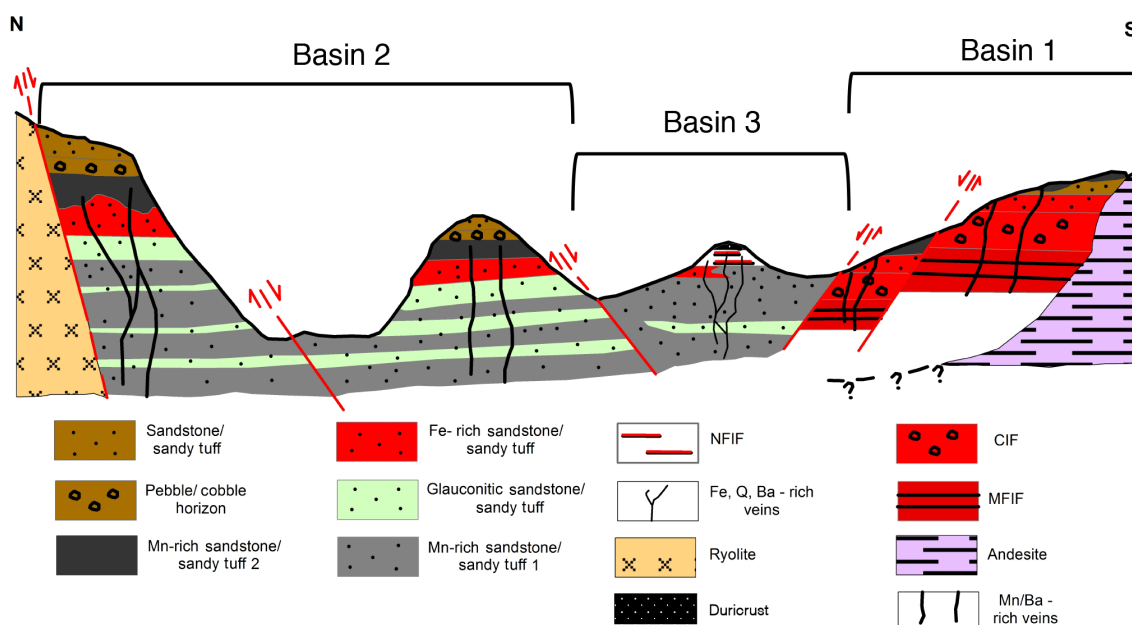 N
S
Basin 2
Basin 1
Basin 3
? ? ?
Sandstone/
sandy tuff
Fe- rich sandstone/
sandy tuff
NFIF
CIF
Pebble/ cobble
horizon
Glauconitic sandstone/
sandy tuff
Fe, Q, Ba - rich
veins
MFIF
Mn-rich sandstone/
sandy tuff 2
Mn-rich sandstone/
sandy tuff 1
Ryolite
Andesite
Duricrust
Mn/Ba -
rich veins